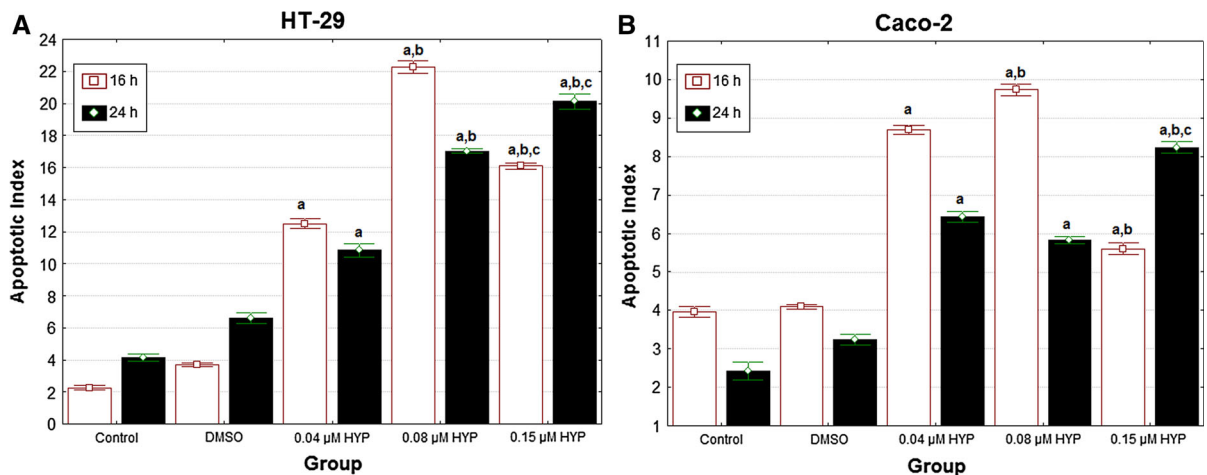 A
HT-29
24
22
20
18
16
14
12
10
8
6
4
2
0
Apoptotic Index
16 h
24 h
a
a
a,b
a,b
a,b,c
a,b,c
Control
DMSO
0.04 µM HYP
0.08 µM HYP
0.15 µM HYP
Group
B
Caco-2
11
10
9
8
7
6
5
4
3
2
1
Apoptotic Index
16 h
24 h
a
a
a,b
a
a,b
a,b,c
Control
DMSO
0.04 µM HYP
0.08 µM HYP
0.15 µM HYP
Group